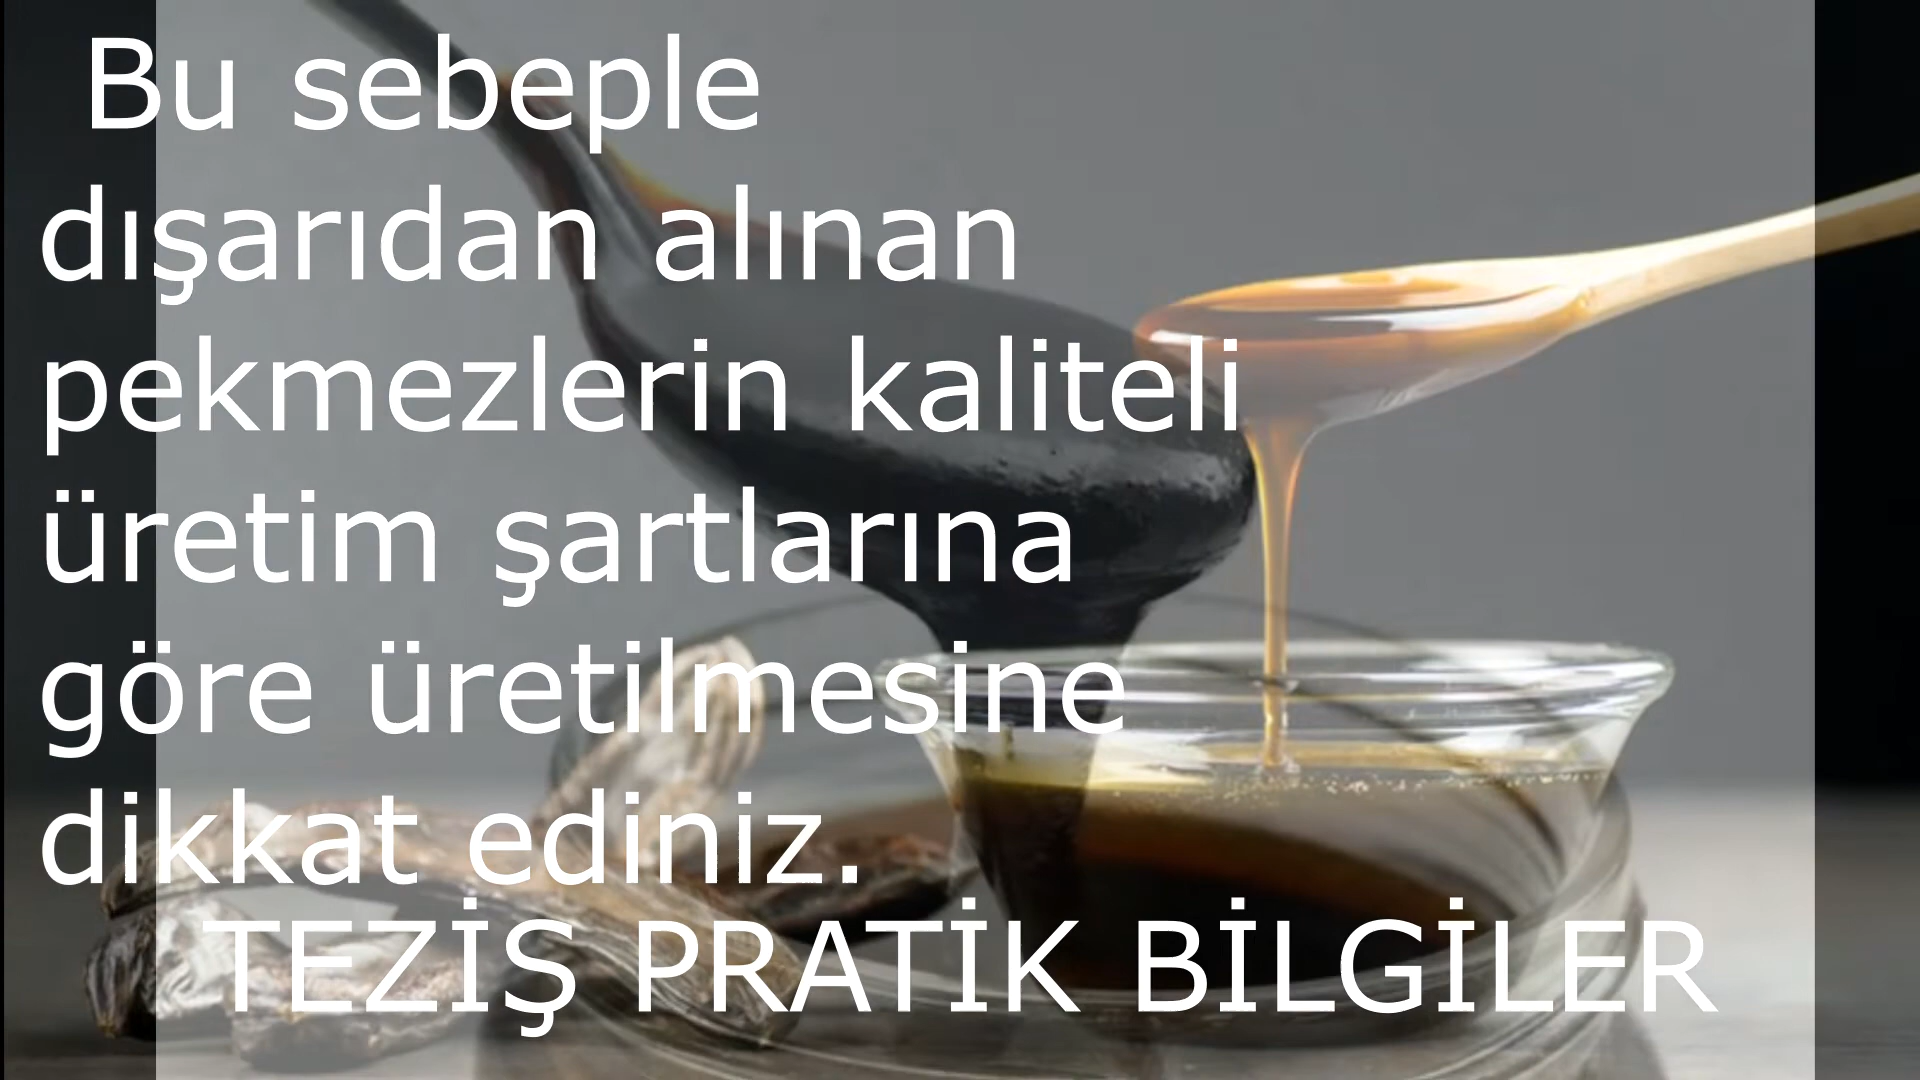 Bu sebeple
dışarıdan alınan
pekmezlerin kaliteli
üretim şartlarına
göre üretilmesine
dikkat ediniz.
TEZİŞ PRATİK BİLGİLER